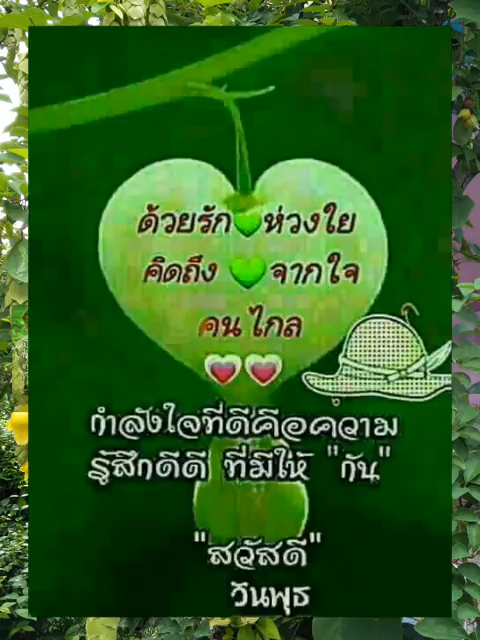 ด้วยรัก💚ห่วงใย
คิดถึง 💚จากใจ
คน ไกล
กำลังใจที่ดีคือความ
รู้สึกดีดี ที่มีให้ "กัน"
"สวัสดี"
วันพุธ